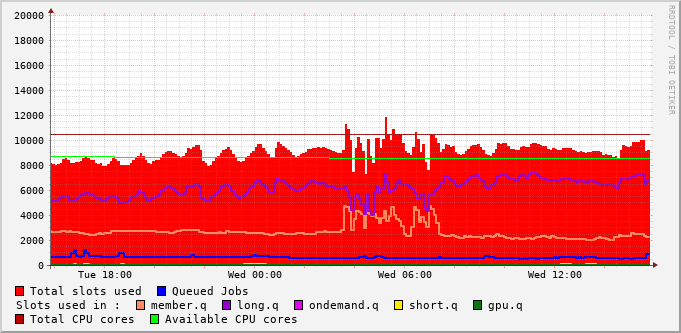 20000
18000
16000
14000
12000
10000
8000
6000
4000
2000
0
Tue 18:00 Wed 00:00 Wed 06:00 Wed 12:00
RRDTOOL / TOBI OETIKER
Total slots used Queued Jobs
Slots used in : member.q long.q ondemand.q short.q gpu.q
Total CPU cores Available CPU cores